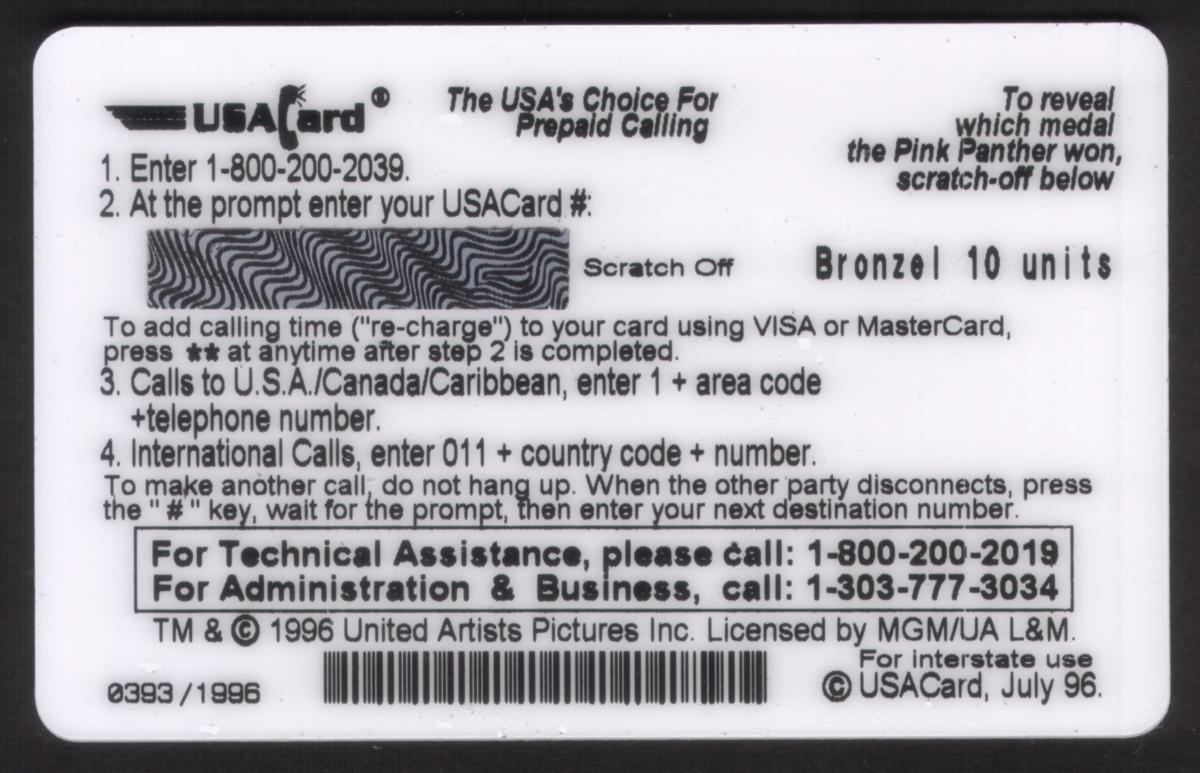 USACard®
The USA's Choice For
Prepaid Calling
To reveal
which medal
the Pink Panther won,
scratch-off below
1. Enter 1-800-200-2039.
2. At the prompt enter your USACard #:
Scratch Off
Bronzel 10 units
To add calling time ("re-charge") to your card using VISA or MasterCard,
press ** at anytime after step 2 is completed.
3. Calls to U.S.A./Canada/Caribbean, enter 1 + area code
+telephone number.
4. International Calls, enter 011 + country code + number.
To make another call, do not hang up. When the other party disconnects, press
the " # " key, wait for the prompt, then enter your next destination number.
For Technical Assistance, please call: 1-800-200-2019
For Administration & Business, call: 1-303-777-3034
TM & © 1996 United Artists Pictures Inc. Licensed by MGM/UA L&M.
0393/1996
For interstate use
© USACard, July 96.